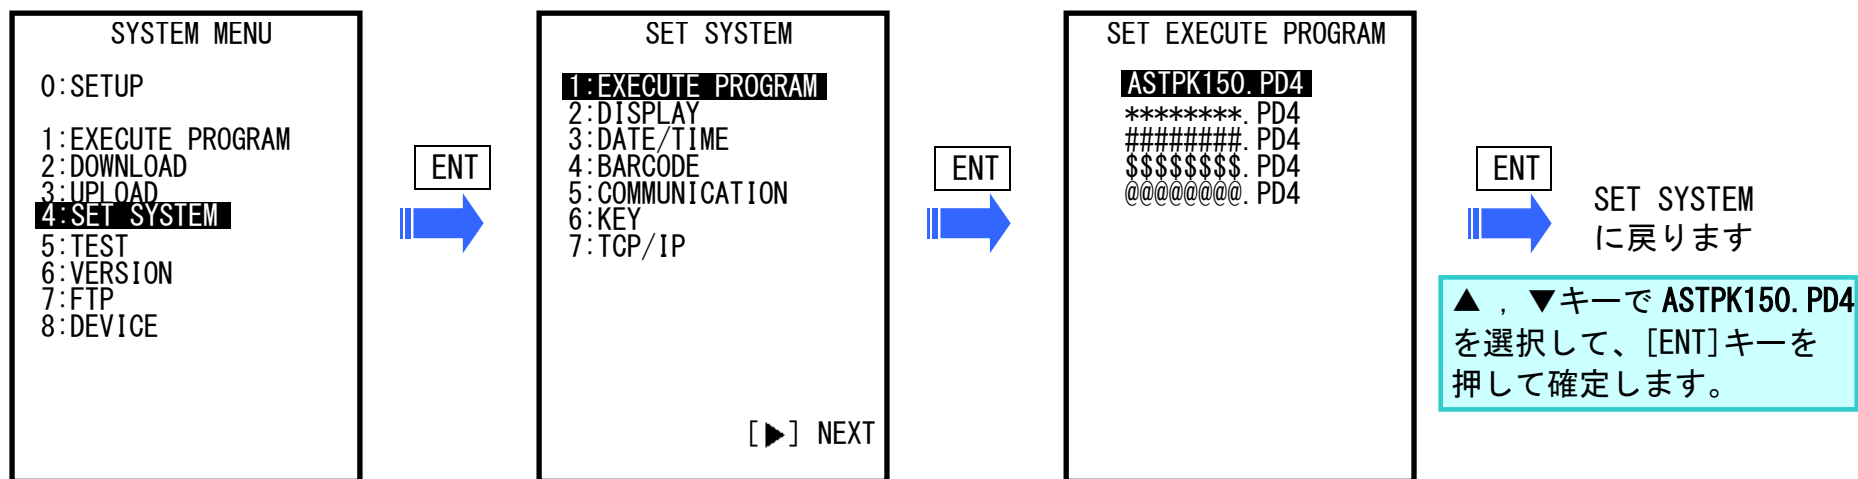 SYSTEM MENU
0:SETUP
1:EXECUTE PROGRAM
2:DOWNLOAD
3:UPLOAD
4:SET SYSTEM
5:TEST
6:VERSION
7:FTP
8:DEVICE
ENT
SET SYSTEM
1:EXECUTE PROGRAM
2:DISPLAY
3:DATE/TIME
4:BARCODE
5:COMMUNICATION
6:KEY
7:TCP/IP
[▶] NEXT
ENT
SET EXECUTE PROGRAM
ASTPK150.PD4
********.PD4
########.PD4
$$$$$$$$.PD4
@@@@@@@@.PD4
ENT
SET SYSTEM
に戻ります
▲ , ▼キーで ASTPK150.PD4
を選択して、[ENT]キーを
押して確定します。